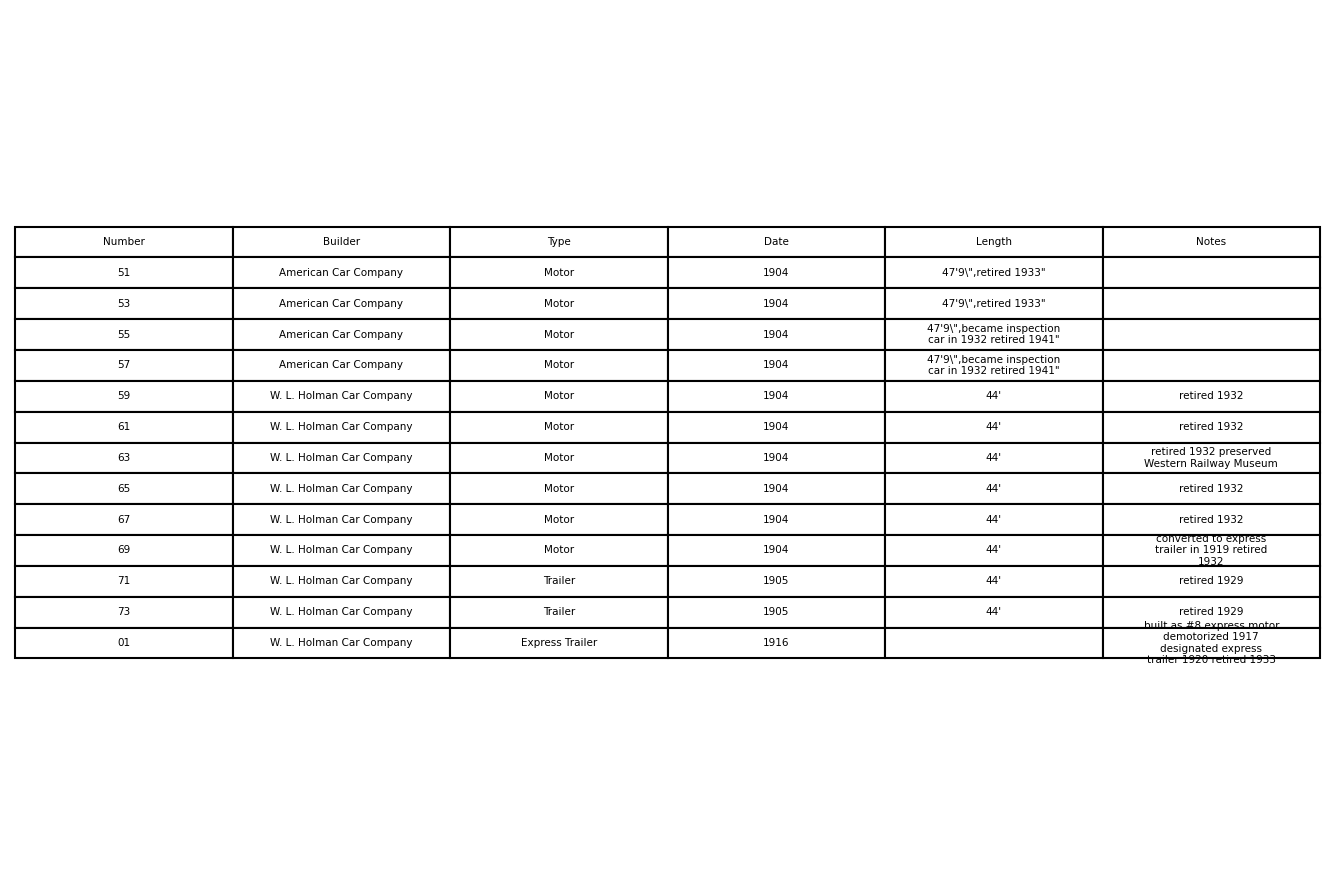 Number Builder Type Date Length Notes
51 American Car Company Motor 1904 47'9\",retired 1933"
53 American Car Company Motor 1904 47'9\",retired 1933"
55 American Car Company Motor 1904 47'9\",became inspection
car in 1932 retired 1941"
57 American Car Company Motor 1904 47'9\",became inspection
car in 1932 retired 1941"
59 W. L. Holman Car Company Motor 1904 44' retired 1932
61 W. L. Holman Car Company Motor 1904 44' retired 1932
63 W. L. Holman Car Company Motor 1904 44' retired 1932 preserved
Western Railway Museum
65 W. L. Holman Car Company Motor 1904 44' retired 1932
67 W. L. Holman Car Company Motor 1904 44' retired 1932
69 W. L. Holman Car Company Motor 1904 44' converted to express
trailer in 1919 retired
1932
71 W. L. Holman Car Company Trailer 1905 44' retired 1929
73 W. L. Holman Car Company Trailer 1905 44' retired 1929
01 W. L. Holman Car Company Express Trailer 1916 built as #8 express motor
demotorized 1917
designated express
trailer 1920 retired 1933